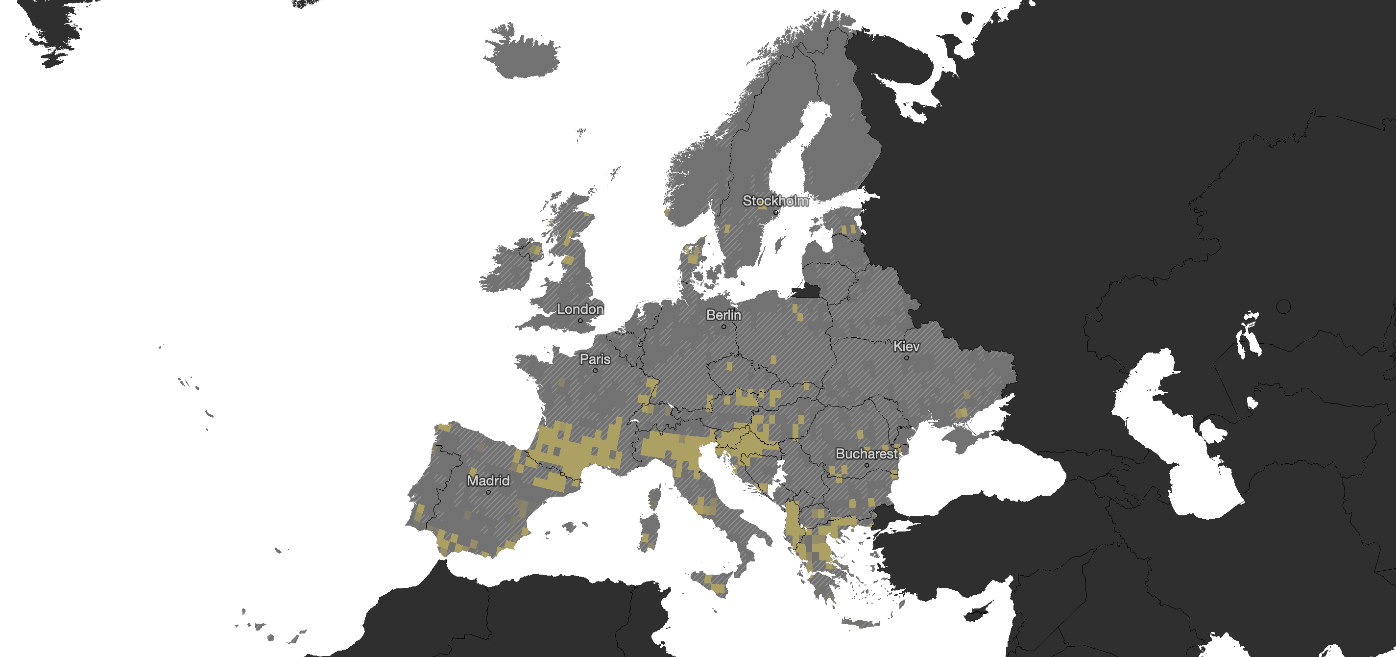 Stockholm
London
Berlin
Kiev
Paris
Bucharest
Madrid